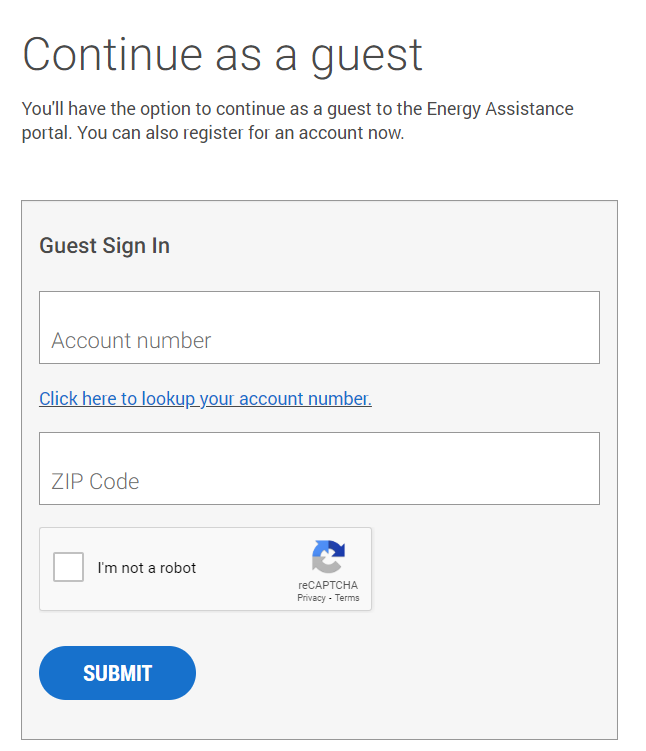 Continue as a guest
You'll have the option to continue as a guest to the Energy Assistance
portal. You can also register for an account now.
Guest Sign In
Account number
Click here to lookup your account number.
ZIP Code
I'm not a robot
reCAPTCHA
Privacy - Terms
SUBMIT